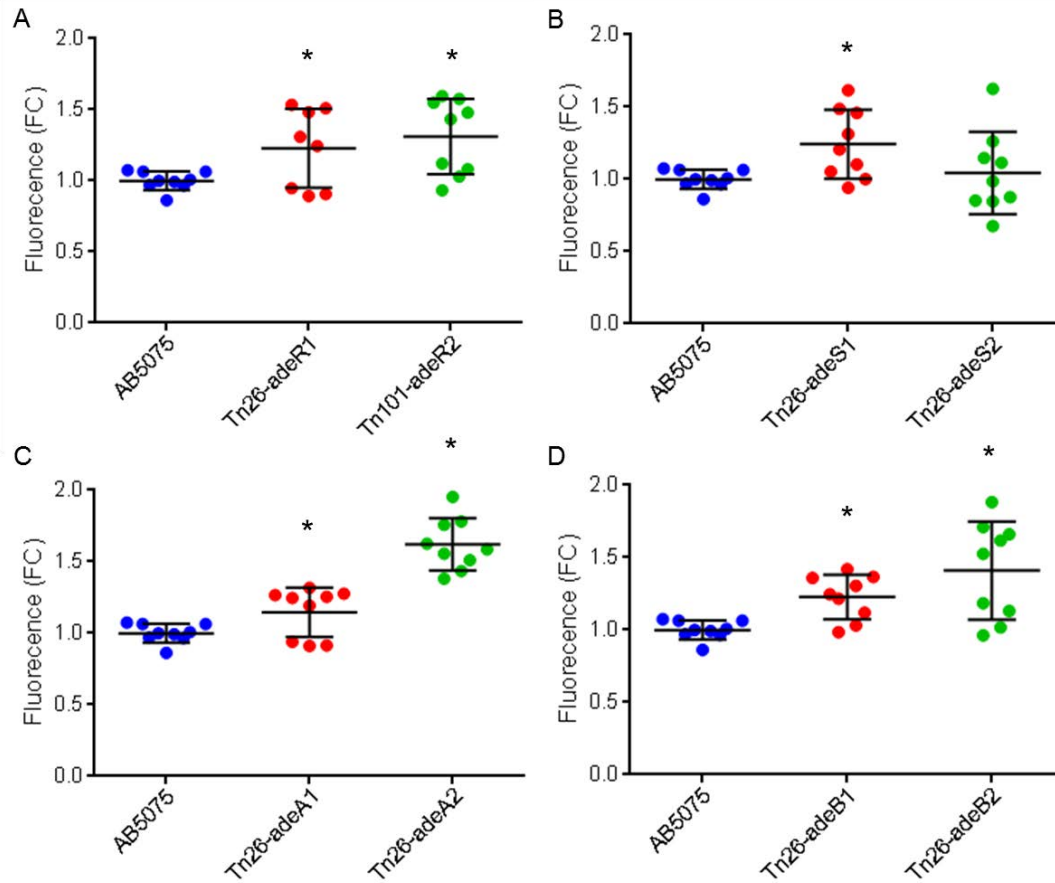 A
Fluorecence (FC)
2.0
*
*
1.5
1.0
0.5
0.0
AB5075
Tn26-adeR1
Tn101-adeR2
B
Fluorecence (FC)
2.0
*
1.5
1.0
0.5
0.0
AB5075
Tn26-adeS1
Tn26-adeS2
C
Fluorecence (FC)
*
2.0
*
1.5
1.0
0.5
0.0
AB5075
Tn26-adeA1
Tn26-adeA2
D
Fluorecence (FC)
*
2.0
*
1.5
1.0
0.5
0.0
AB5075
Tn26-adeB1
Tn26-adeB2